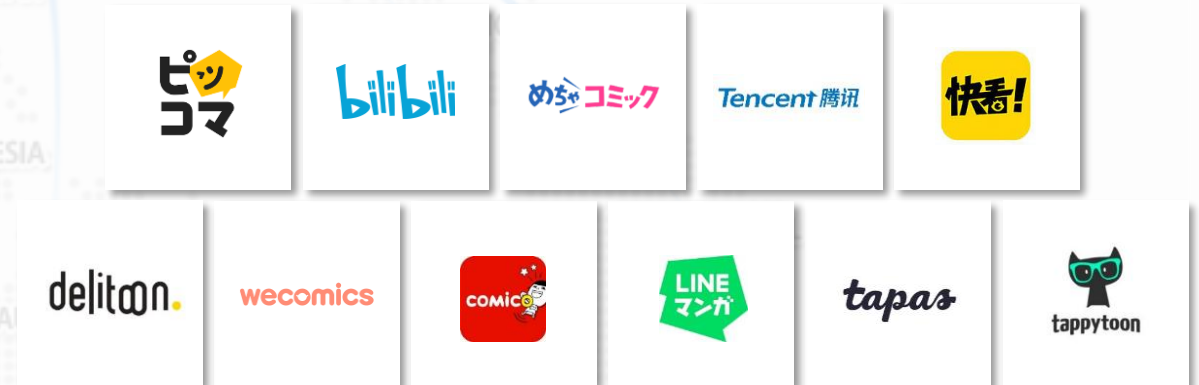 ピッ
コマ
bilibili
めちゃコミック
Tencent 腾讯
快看!
ESIA
delitoon.
wecomics
comico
LINE
マンガ
tapas
tappytoon